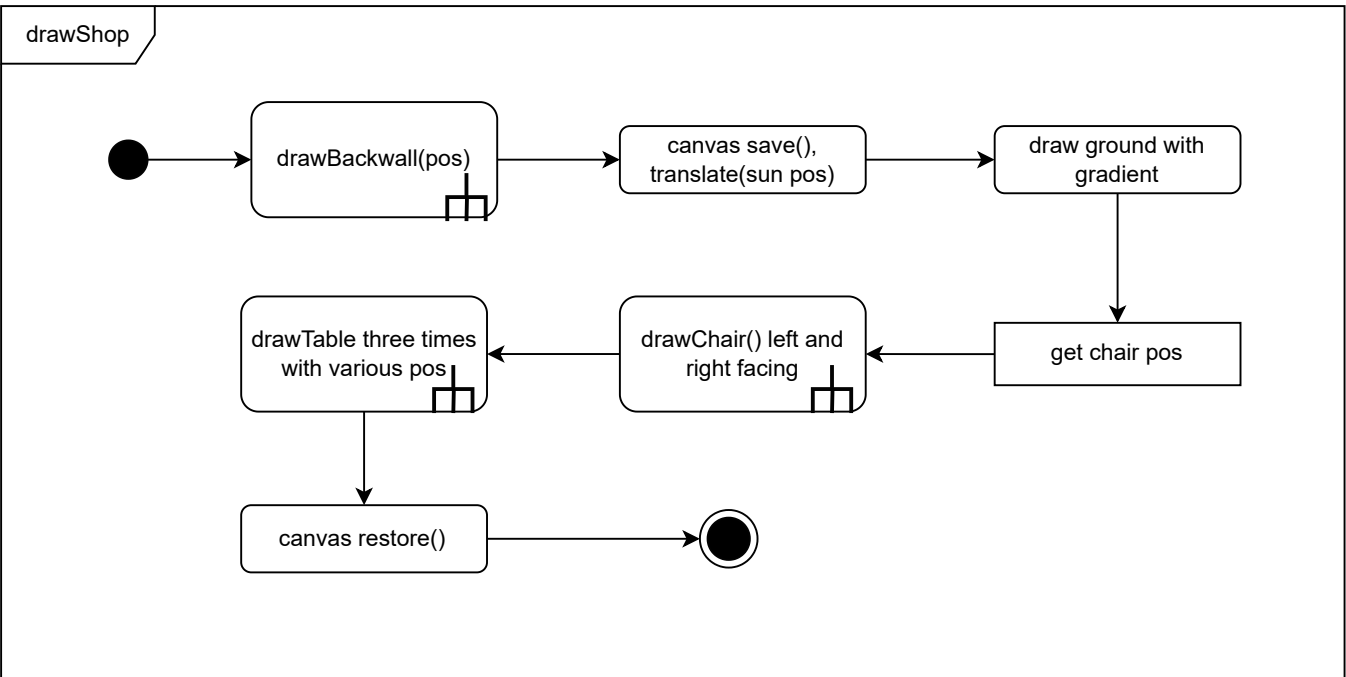 drawShop
drawBackwall(pos)
canvas save(),
translate(sun pos)
draw ground with
gradient
get chair pos
drawChair() left and
right facing
drawTable three times
with various pos
canvas restore()